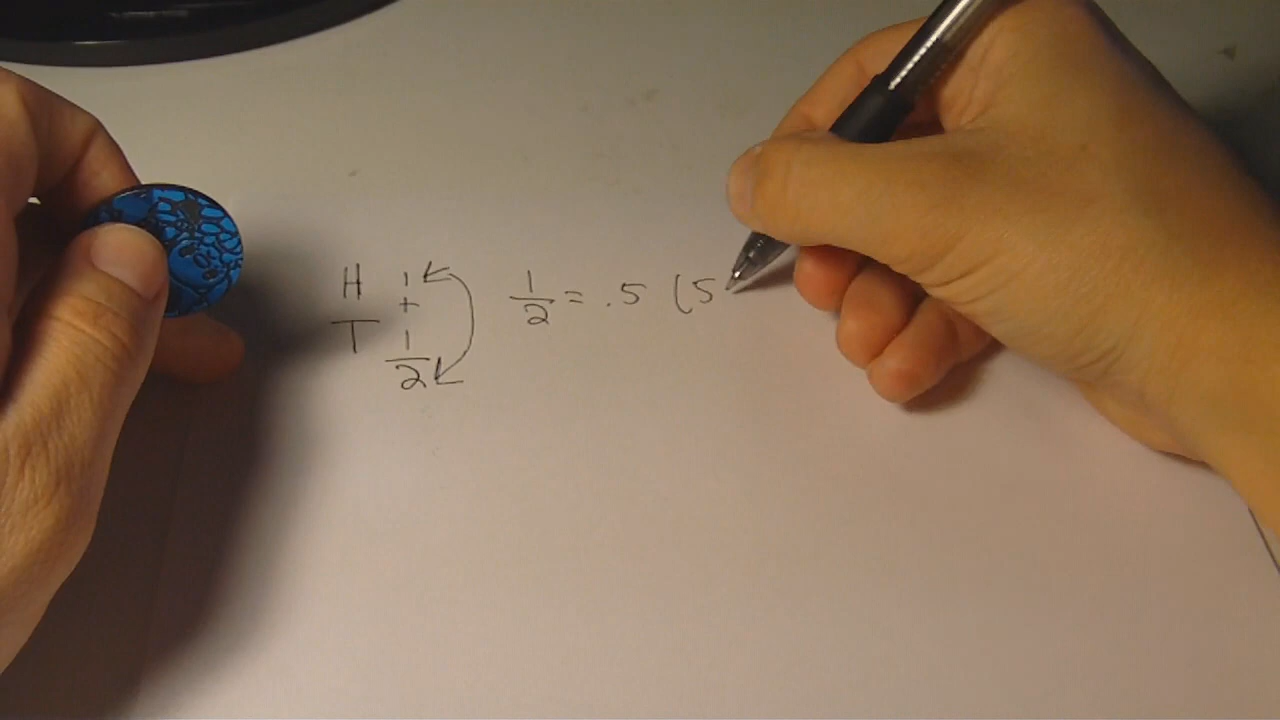 H 1
+
T 1/2
1/2 = .5 (5